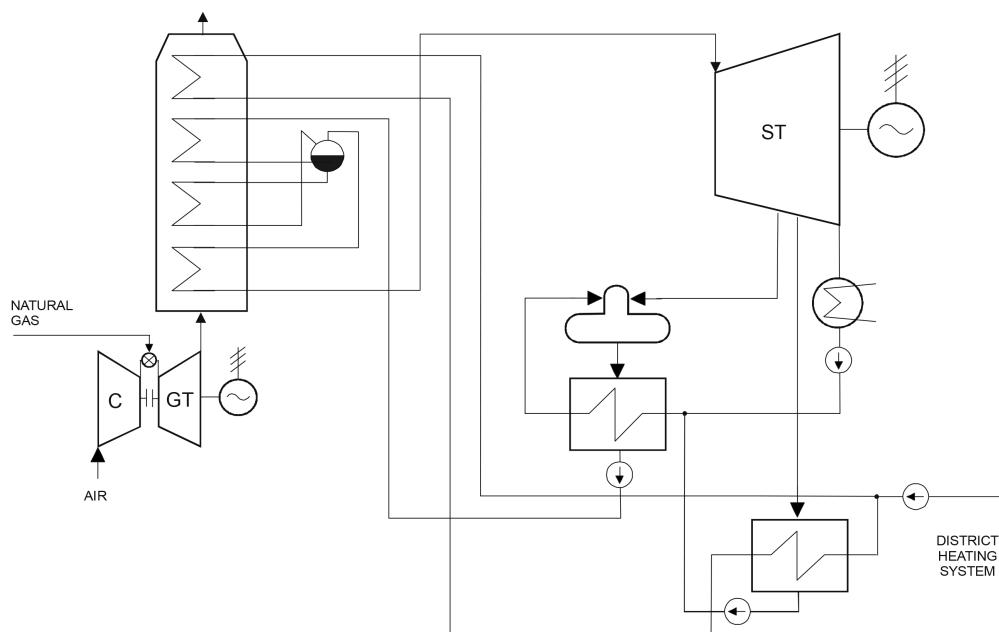 ST
NATURAL
GAS
C
GT
AIR
DISTRICT
HEATING
SYSTEM